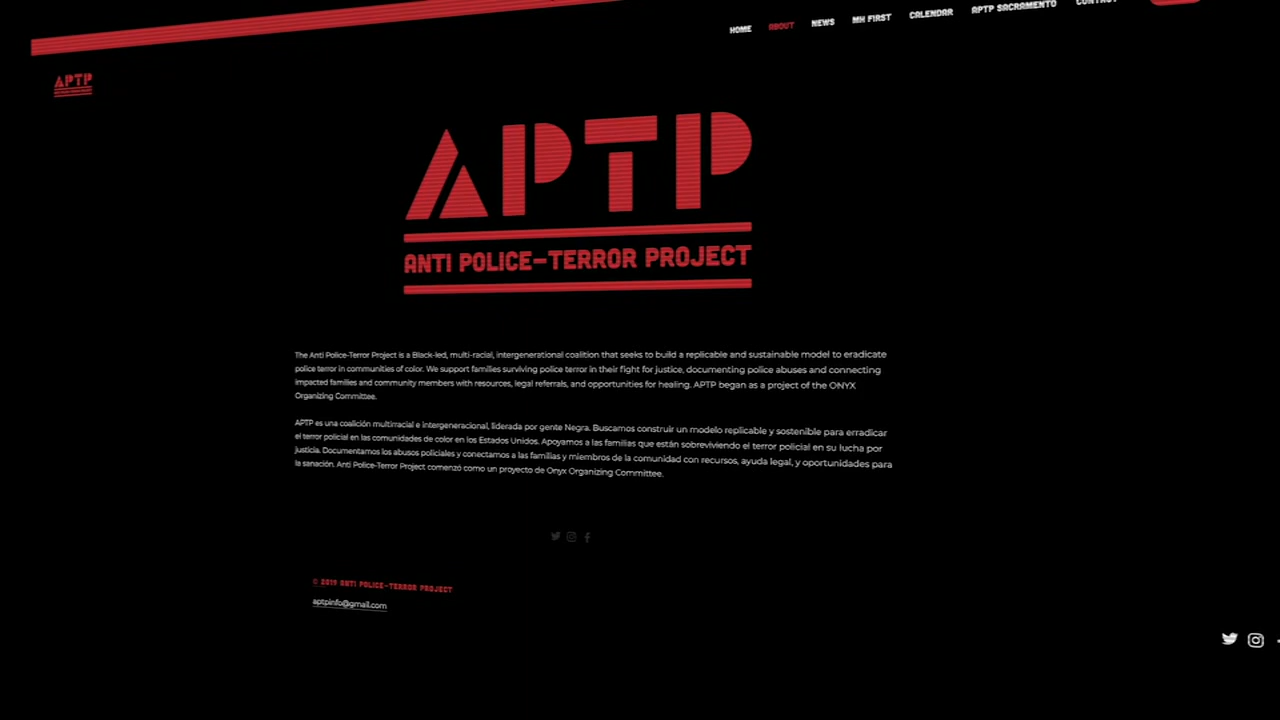 HOME ABOUT NEWS MH FIRST CALENDAR APTP SACRAMENTO CONTACT
APTP
APTP
ANTI POLICE-TERROR PROJECT
The Anti Police-Terror Project is a Black-led, multi-racial, intergenerational coalition that seeks to build a replicable and sustainable model to eradicate
police terror in communities of color. We support families surviving police terror in their fight for justice, documenting police abuses and connecting
impacted families and community members with resources, legal referrals, and opportunities for healing. APTP began as a project of the ONYX
Organizing Committee.
APTP es una coalición multirracial e intergeneracional, liderada por gente Negra. Buscamos construir un modelo replicable y sostenible para erradicar
el terror policial en las comunidades de color en los Estados Unidos. Apoyamos a las familias que están sobreviviendo el terror policial en su lucha por
justicia. Documentamos los abusos policiales y conectamos a las familias y miembros de la comunidad con recursos, ayuda legal, y oportunidades para
la sanación. Anti Police-Terror Project comenzó como un proyecto de Onyx Organizing Committee.
© 2019 ANTI POLICE-TERROR PROJECT
aptpinfo@gmail.com